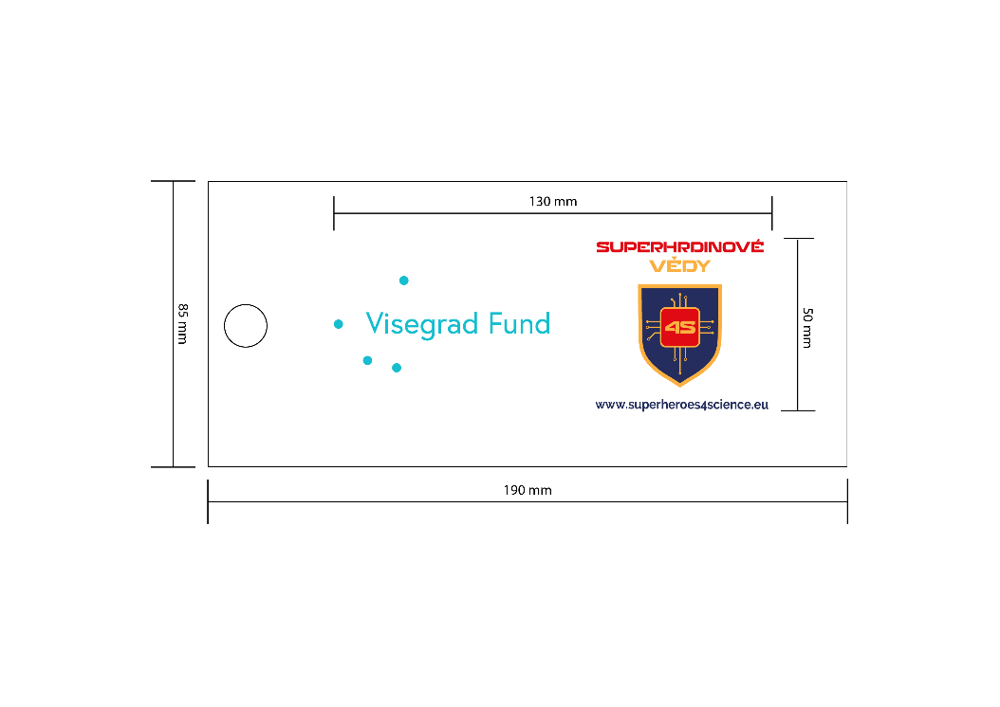 130 mm
SUPERHRDINOVÉ
VĚDY
85 mm
Visegrad Fund
4S
50 mm
www.superheroes4science.eu
190 mm